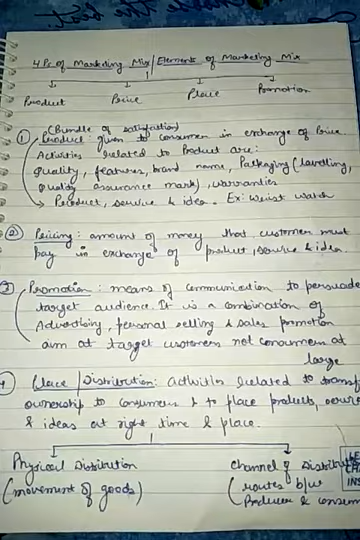 4 Ps of Marketing Mix / Elements of Marketing Mix
Product Price Place Promotion
(Bundle of satisfaction)
① Product: given to consumer in exchange of Price.
Activities related to Product are:
Quality, features, brand name, Packaging (labelling,
quality assurance mark), warranties
→ Product, service & idea. Ex: wrist watch
② Pricing: amount of money that customer must
pay in exchange of product, service & idea.
③ Promotion: means of communication to persuade
target audience. It is a combination of
Advertising, personal selling & sales promotion
aim at target customers not consumers at
large
Place / Distribution: activities related to transf
ownership to consumers & to place products, servic
& ideas at right time & place.
Physical Distribution Channel of Distribution
(movement of goods) (routes b/w
Producer & consum